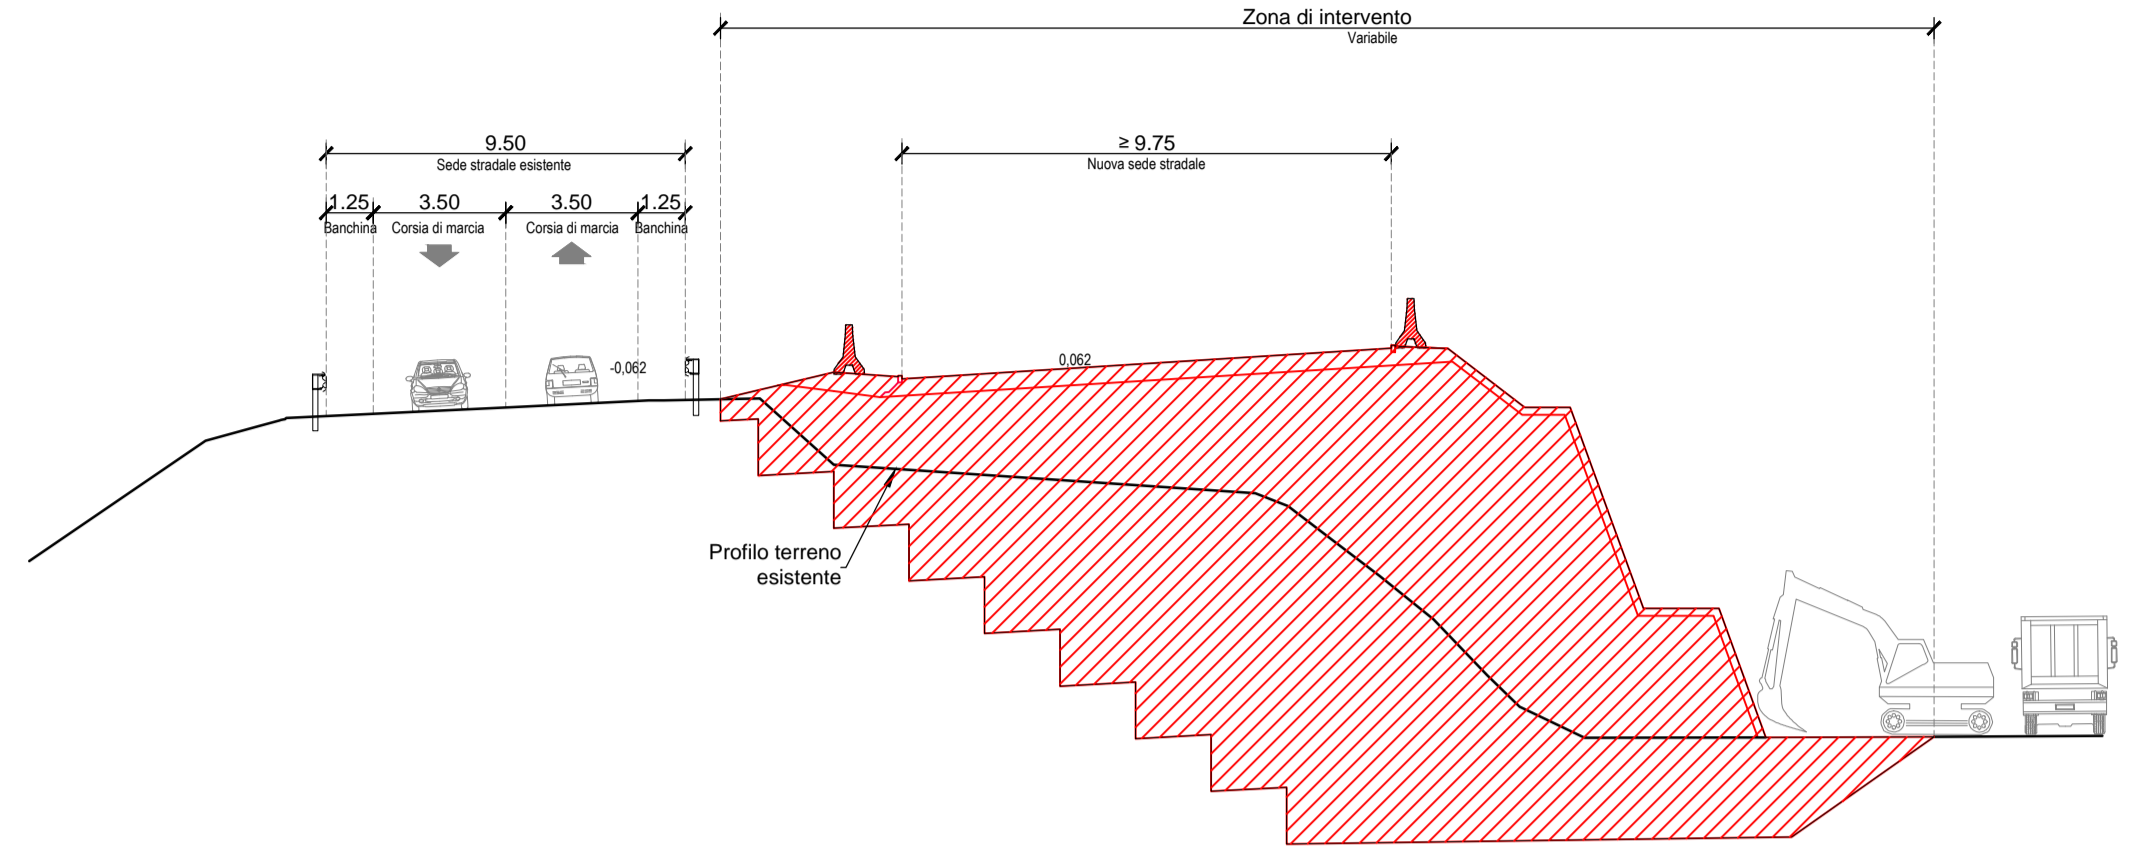 Zona di intervento
Variabile
9.50
Sede stradale esistente
≥ 9.75
Nuova sede stradale
1.25 3.50 3.50 1.25
Banchina Corsia di marcia Corsia di marcia Banchina
0,062
-0,062
Profilo terreno
esistente